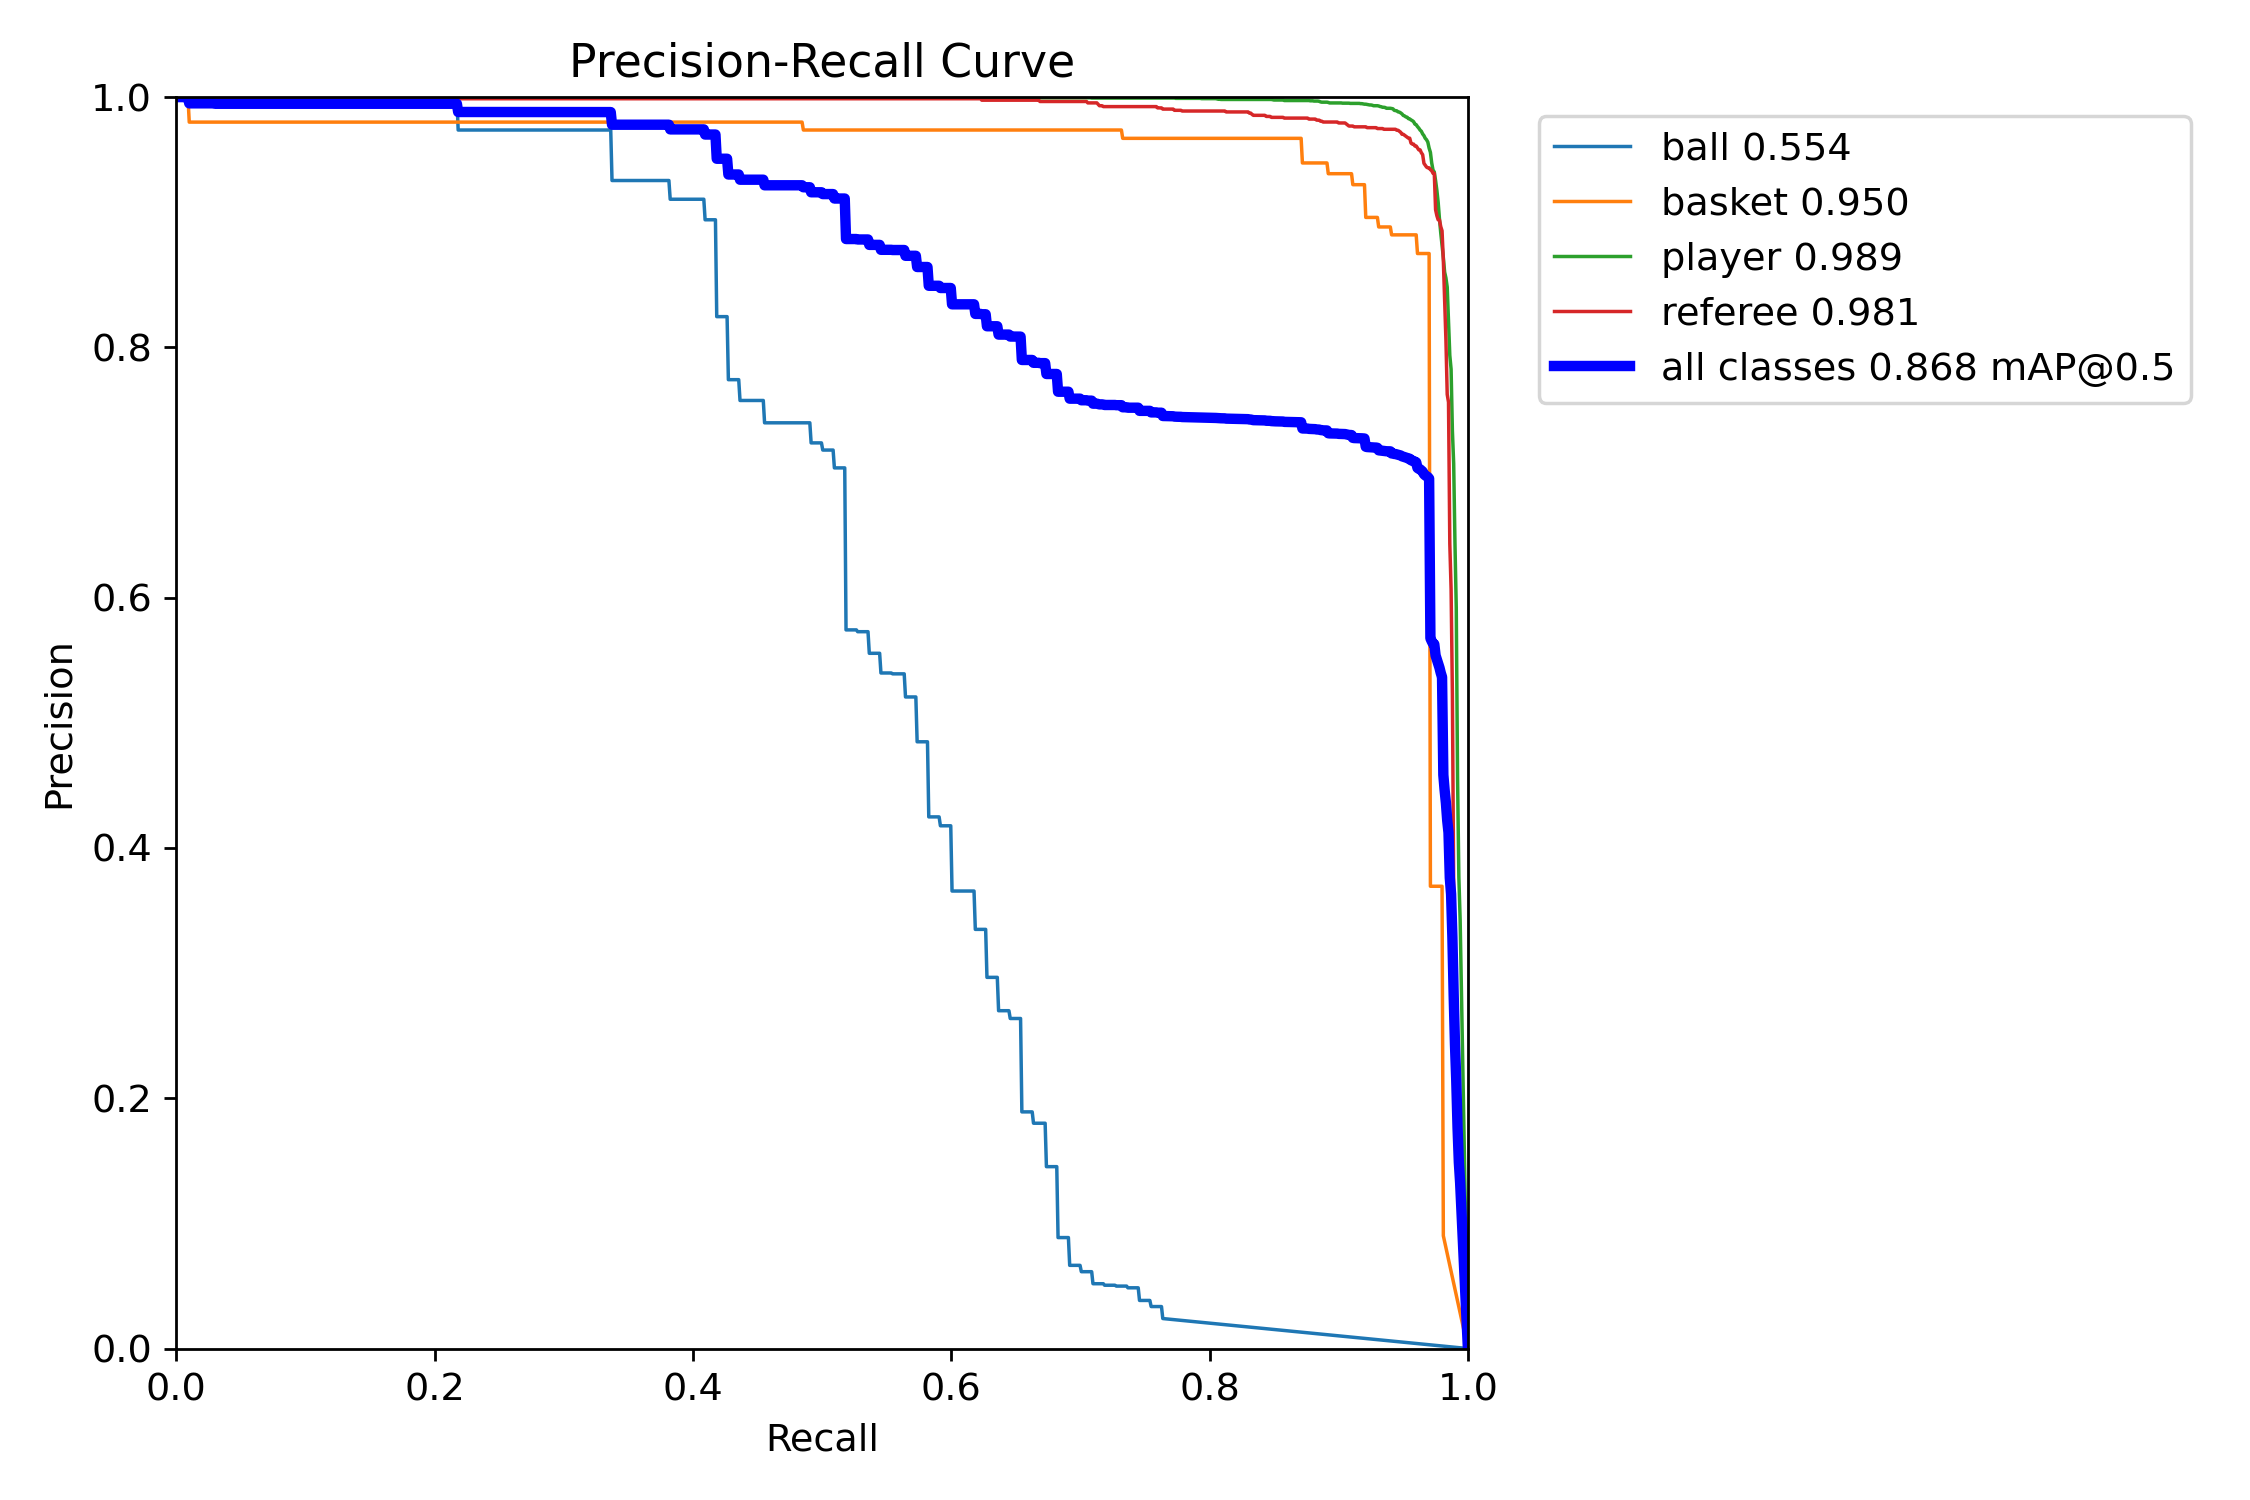 Precision-Recall Curve
1.0
0.8
0.6
0.4
0.2
0.0
Precision
0.0 0.2 0.4 0.6 0.8 1.0
Recall
ball 0.554
basket 0.950
player 0.989
referee 0.981
all classes 0.868 mAP@0.5